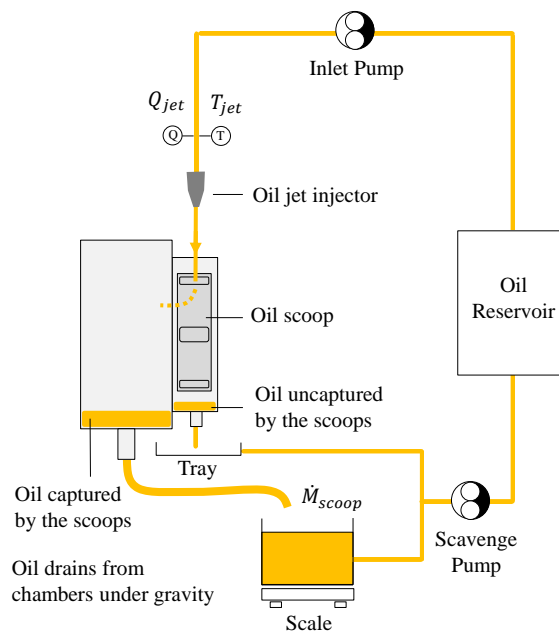 Inlet Pump
Q_jet T_jet
Q T
Oil jet injector
Oil
Reservoir
Oil scoop
Oil uncaptured
by the scoops
Tray
Oil captured
by the scoops
Ṁ_scoop
Scavenge
Pump
Oil drains from
chambers under gravity
Scale